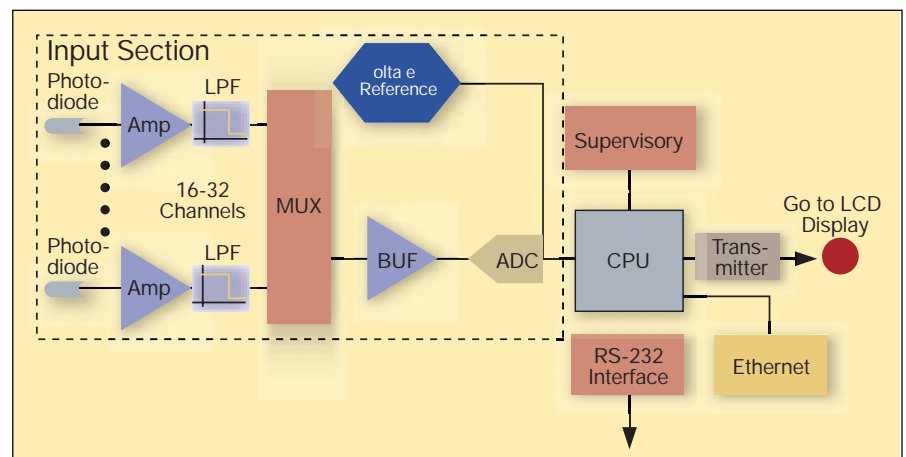 Input Section
Photo-
diode
Amp
LPF
olta e
Reference
16-32
Channels
MUX
Photo-
diode
Amp
LPF
BUF
ADC
Supervisory
CPU
Trans-
mitter
Go to LCD
Display
RS-232
Interface
Ethernet